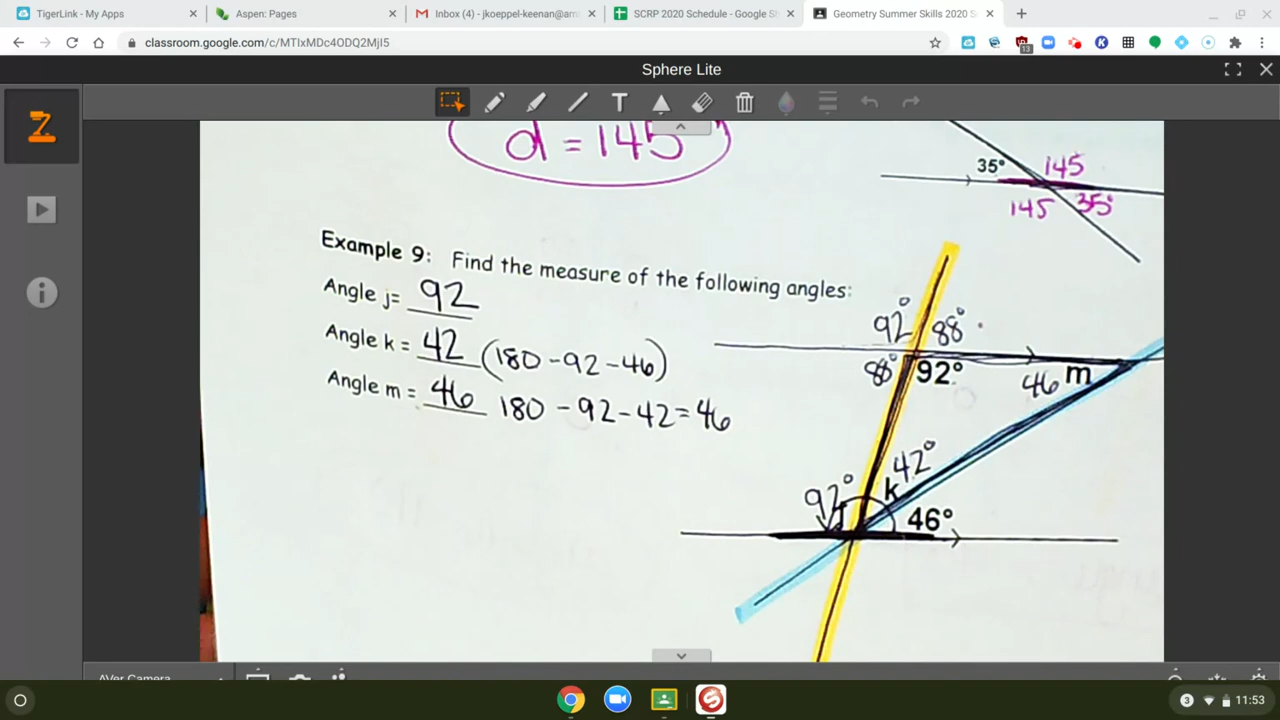 TigerLink - My Apps
Aspen: Pages
Inbox (4) - jkoeppel-keenan@am
SCRP 2020 Schedule - Google Sh
Geometry Summer Skills 2020 S
classroom.google.com/c/MTIxMDc4ODQ2MjI5
13
Sphere Lite
T
d = 145°
35°
145
145
35°
Example 9: Find the measure of the following angles:
Angle j= 92
Angle k = 42 (180 - 92 - 46)
Angle m = 46 180 - 92 - 42 = 46
92° 88°
88° 92°
46 m
42°
92°
k
J
46°
AVer Camera
3
11:53